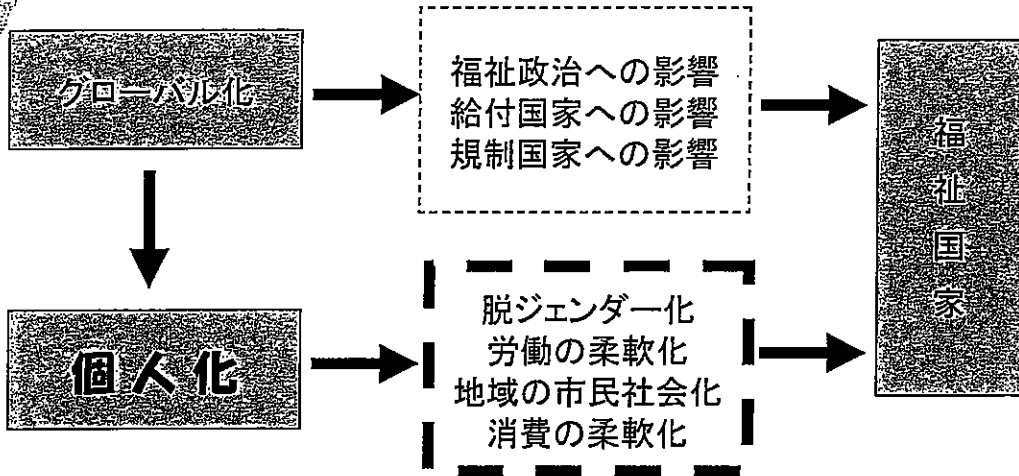 グローバル化
福祉政治への影響
給付国家への影響
規制国家への影響
福祉国家
個人化
脱ジェンダー化
労働の柔軟化
地域の市民社会化
消費の柔軟化